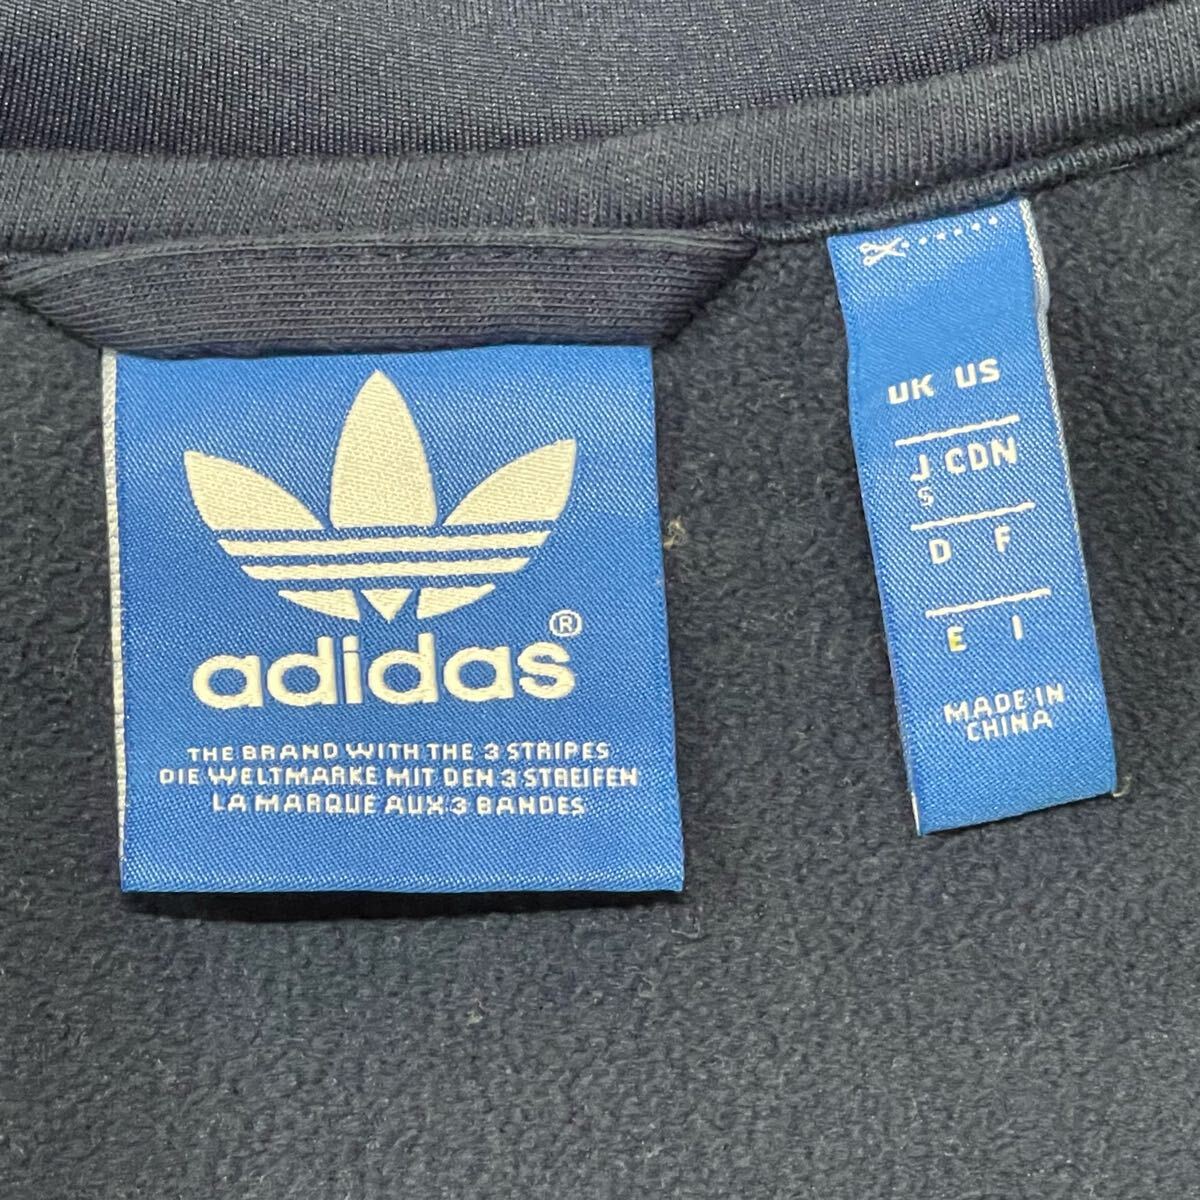 adidas®
THE BRAND WITH THE 3 STRIPES
DIE WELTMARKE MIT DEN 3 STREIFEN
LA MARQUE AUX 3 BANDES
UK US
J CDN
S
D F
E I
MADE IN
CHINA